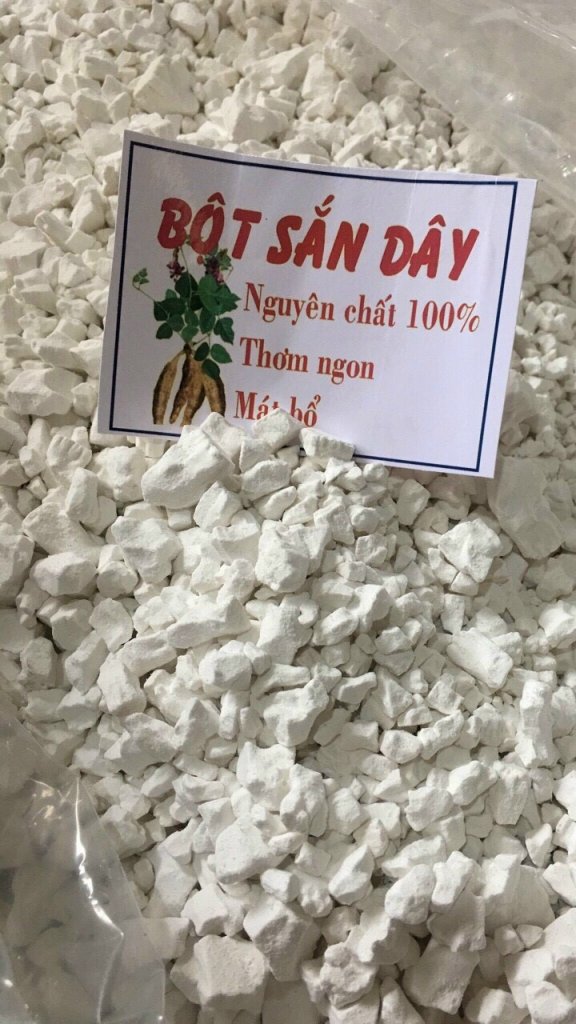 BỘT SẮN DÂY
Nguyên chất 100%
Thơm ngon
Mát bổ